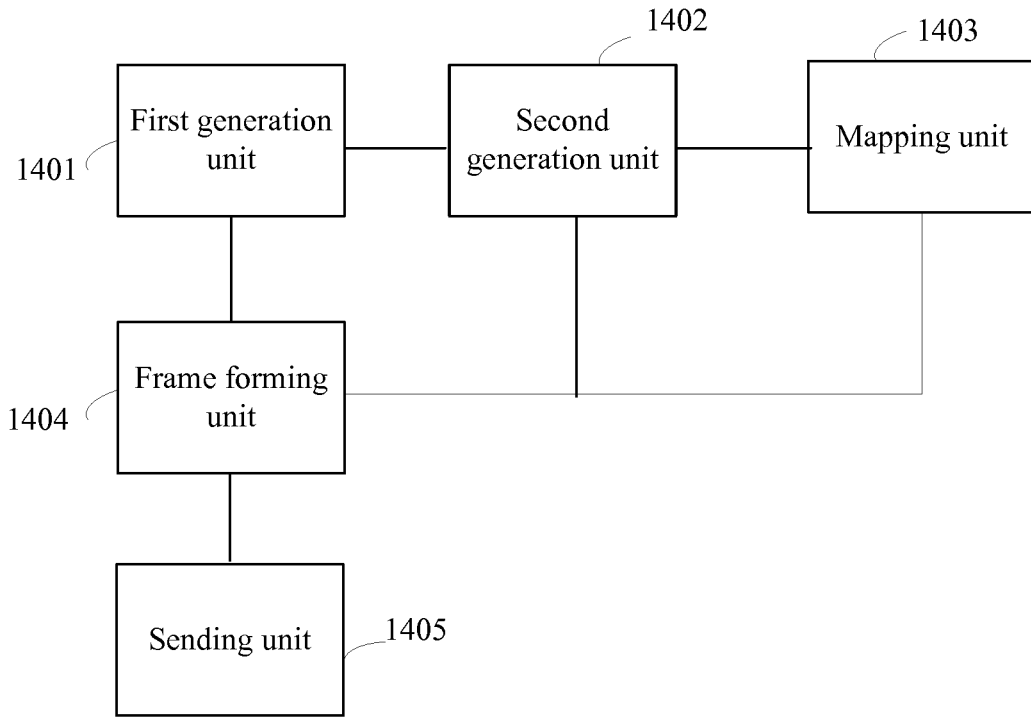 1402
1403
First generation
unit
Second
generation unit
Mapping unit
1401
Frame forming
unit
1404
Sending unit
1405